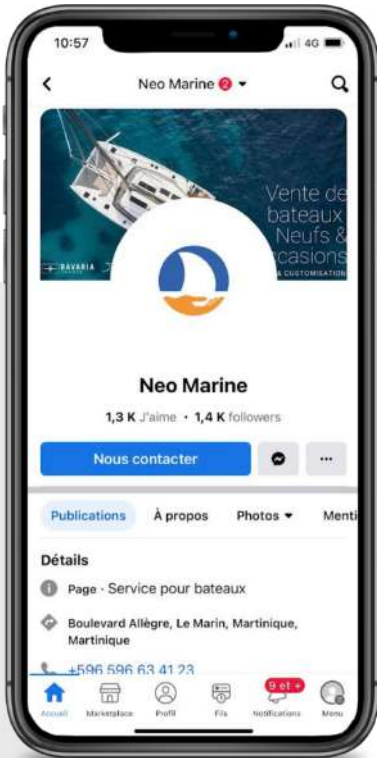 10:57
4G
Neo Marine 2
Vente de
bateaux
Neufs &
ccasions
& CUSTOMISATION
BAVARIA
Neo Marine
1,3 K J'aime • 1,4 K followers
Nous contacter
Publications À propos Photos Menti
Détails
Page · Service pour bateaux
Boulevard Allègre, Le Marin, Martinique,
Martinique
+596 596 63 41 23
9 et +
Accueil Marketplace Profil Fils Notifications Menu